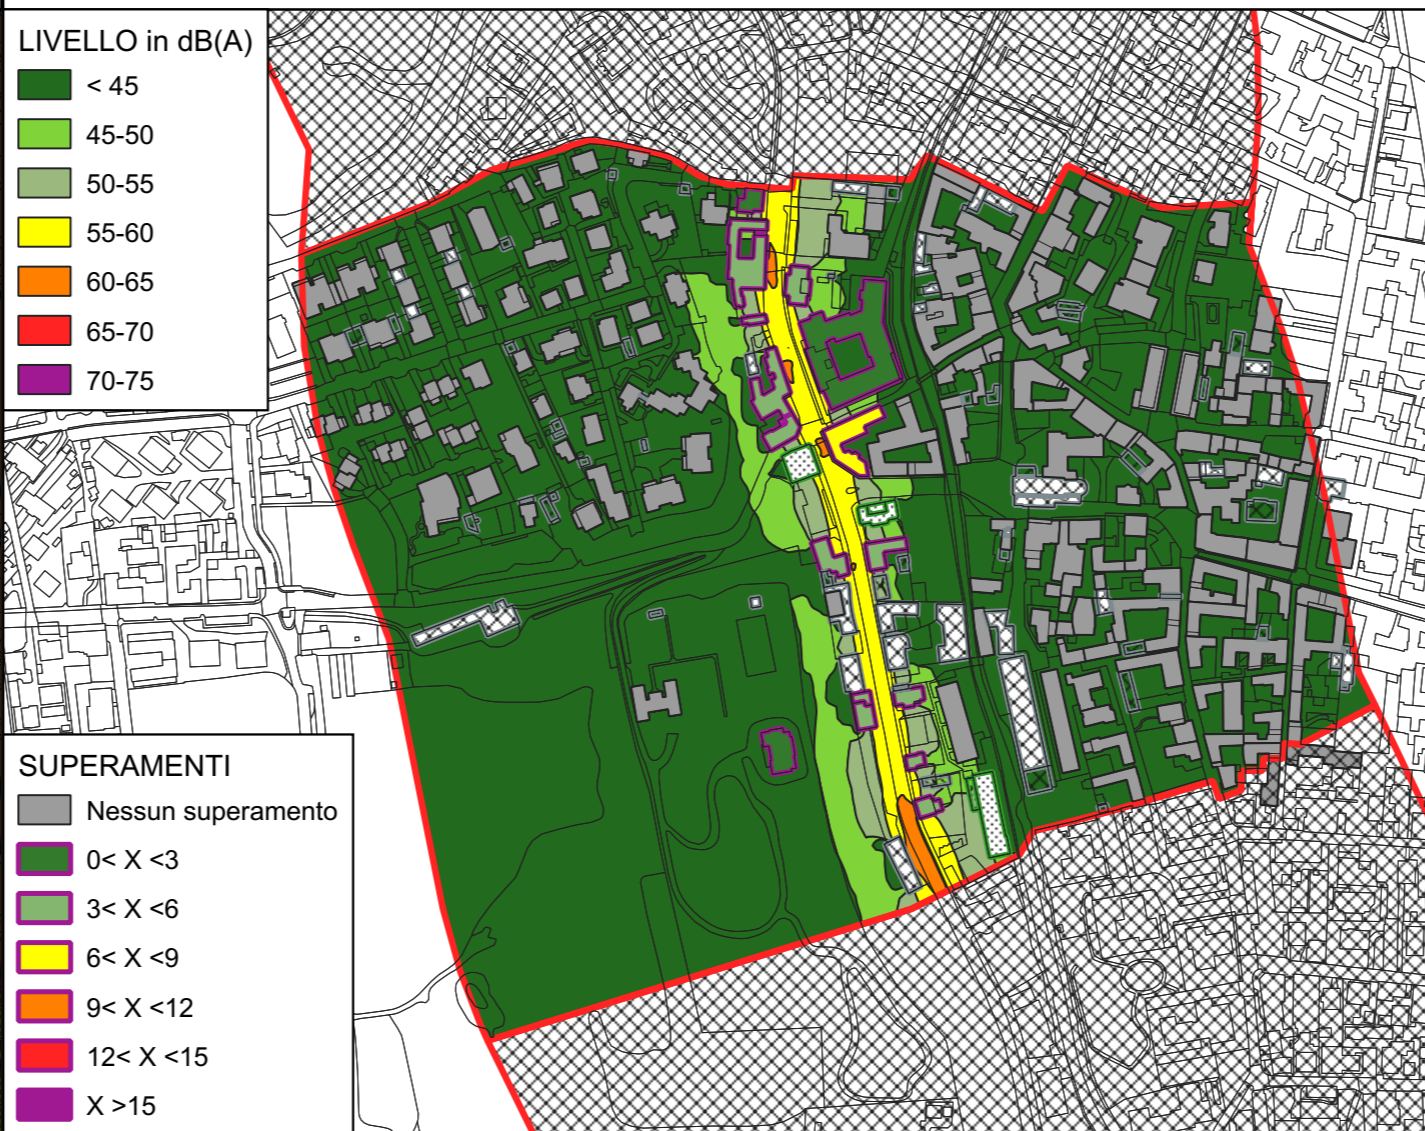 LIVELLO in dB(A)
< 45
45-50
50-55
55-60
60-65
65-70
70-75
SUPERAMENTI
Nessun superamento
0< X <3
3< X <6
6< X <9
9< X <12
12< X <15
X >15